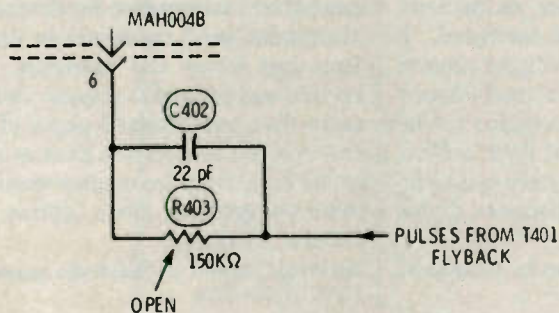 MAH004B
6
C402
22 pF
R403
150KΩ
PULSES FROM T401
FLYBACK
OPEN